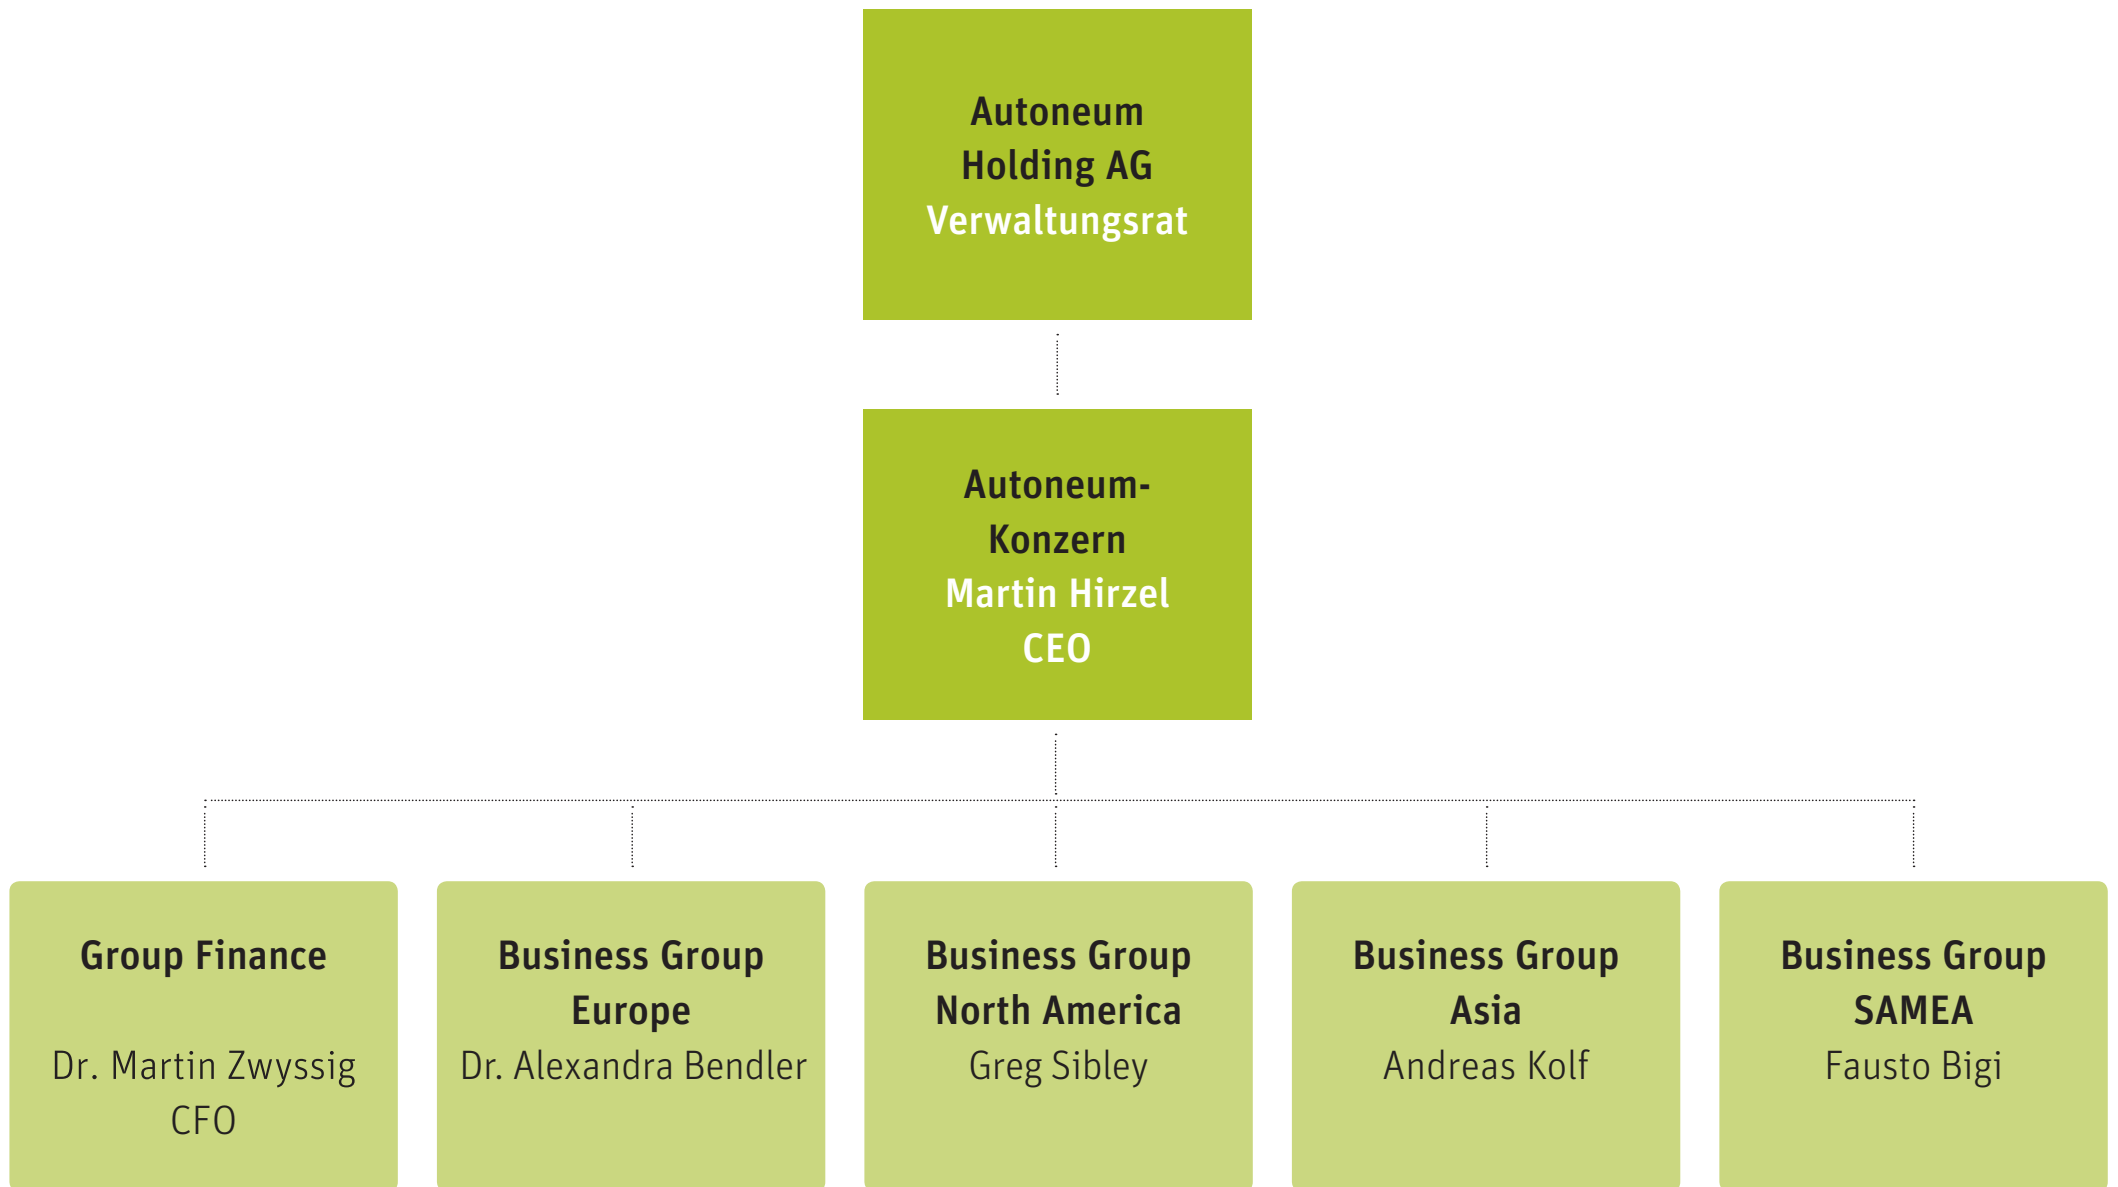 Autoneum
Holding AG
Verwaltungsrat
Autoneum-
Konzern
Martin Hirzel
CEO
Group Finance
Dr. Martin Zwyssig
CFO
Business Group
Europe
Dr. Alexandra Bendler
Business Group
North America
Greg Sibley
Business Group
Asia
Andreas Kolf
Business Group
SAMEA
Fausto Bigi